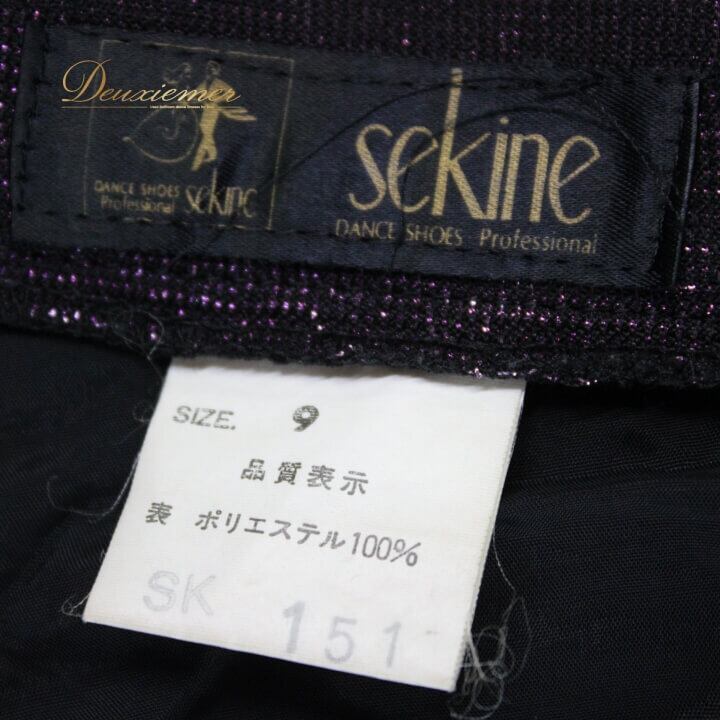 Deuxiemer
DANCE SHOES
Professional sekine
sekine
DANCE SHOES Professional
SIZE. 9
品質表示
表 ポリエステル100%
SK 151